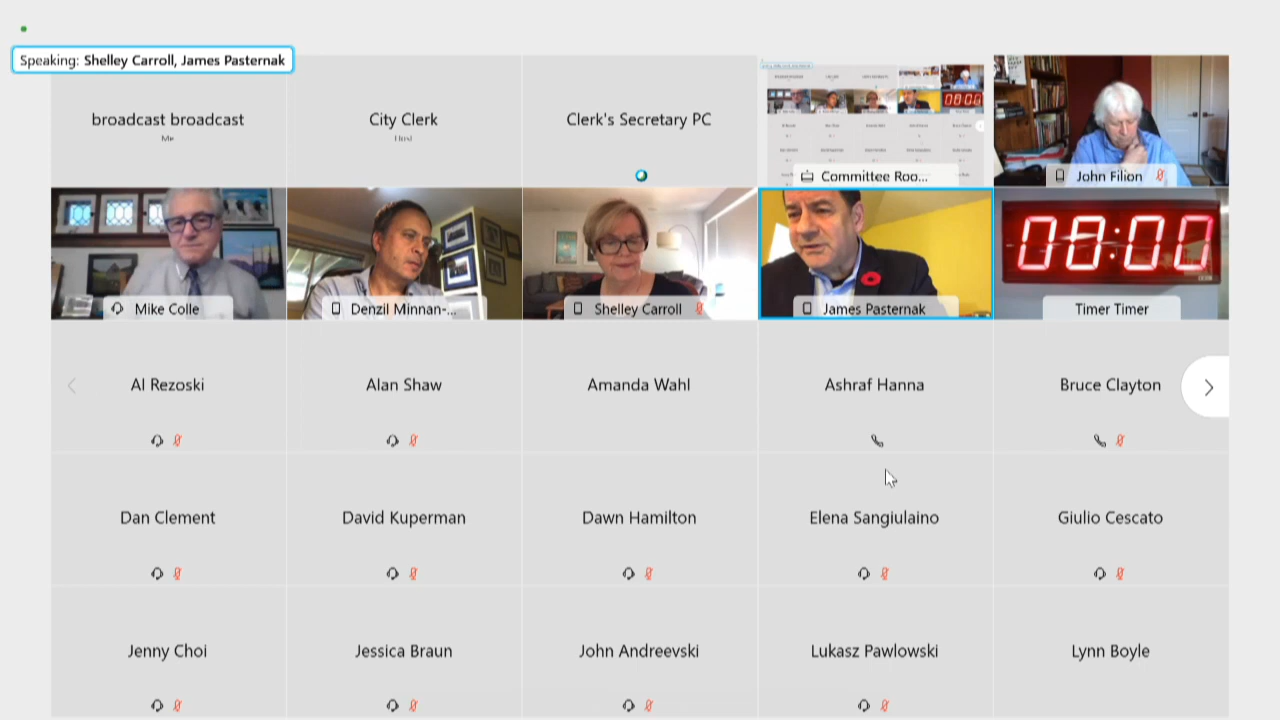 Speaking: Shelley Carroll, James Pasternak
broadcast broadcast
Me
City Clerk
Host
Clerk's Secretary PC
Committee Roo...
John Filion
Mike Colle
Denzil Minnan-...
Shelley Carroll
James Pasternak
08:00
Timer Timer
Al Rezoski
Alan Shaw
Amanda Wahl
Ashraf Hanna
Bruce Clayton
Dan Clement
David Kuperman
Dawn Hamilton
Elena Sangiulaino
Giulio Cescato
Jenny Choi
Jessica Braun
John Andreevski
Lukasz Pawlowski
Lynn Boyle